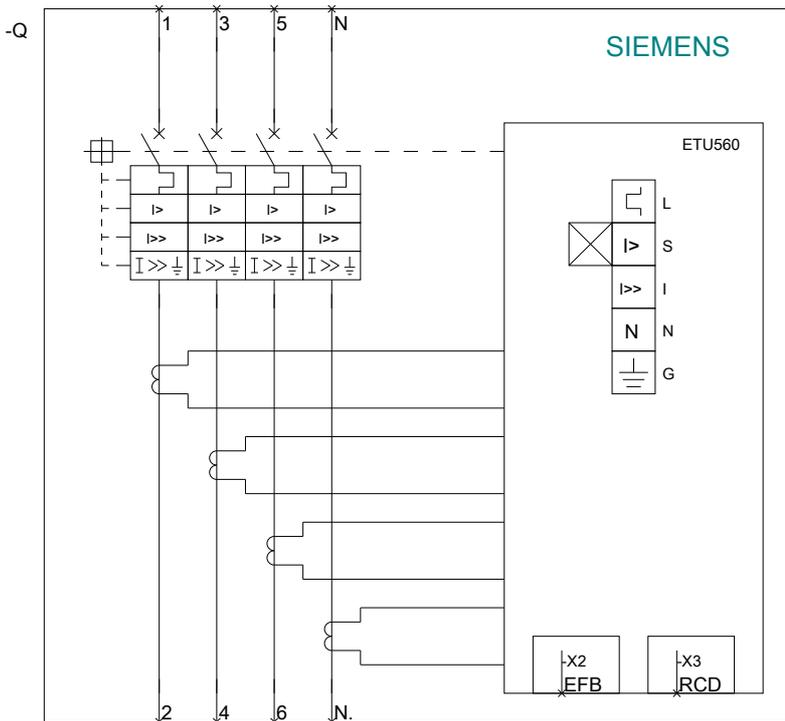 -Q
1 3 5 N
SIEMENS
ETU560
I> I> I> I>
I>> I>> I>> I>>
I >> I >> I >> I >>
L
I> S
I>> I
N N
G
-X2
EFB
-X3
RCD
2 4 6 N.